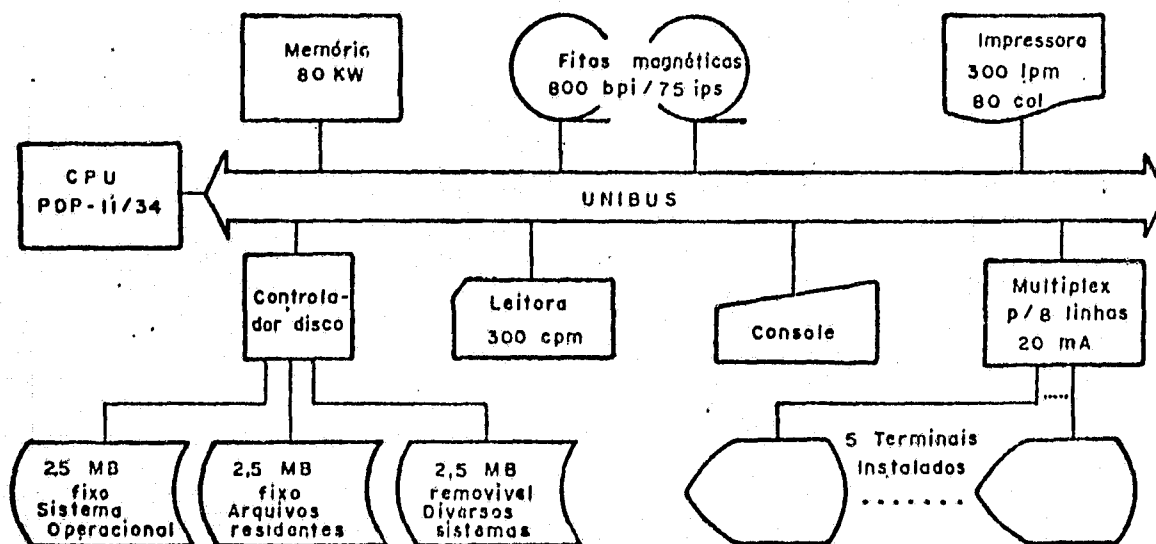 Memória
80 KW
Fitas magnéticas
800 bpi/75 ips
Impressora
300 lpm
80 col
CPU
PDP-11/34
UNIBUS
Controla-
dor disco
Leitora
300 cpm
Console
Multiplex
p/8 linhas
20 mA
2,5 MB
fixo
Sistema
Operacional
2,5 MB
fixo
Arquivos
residantes
2,5 MB
removivel
Diversos
sistemas
5 Terminais
Instalados